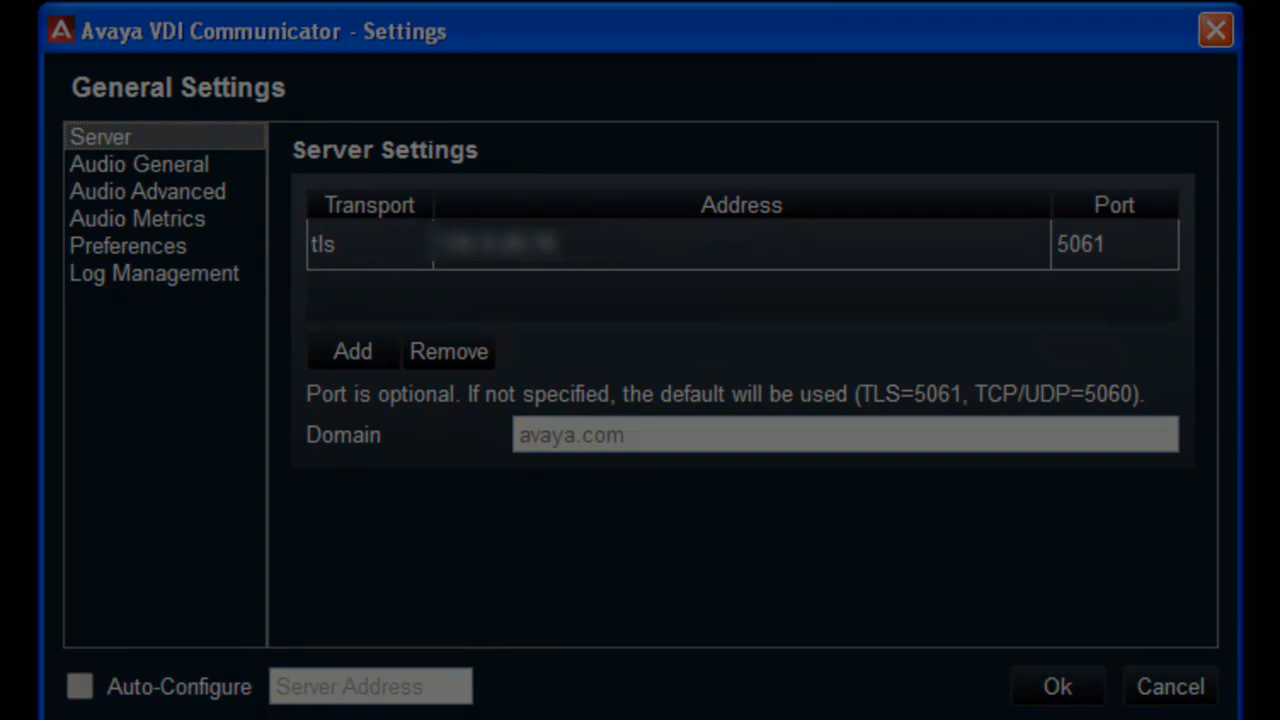 Avaya VDI Communicator - Settings
General Settings
Server
Audio General
Audio Advanced
Audio Metrics
Preferences
Log Management
Server Settings
Transport Address Port
tls 5061
Add Remove
Port is optional. If not specified, the default will be used (TLS=5061, TCP/UDP=5060).
Domain avaya.com
Auto-Configure Server Address Ok Cancel